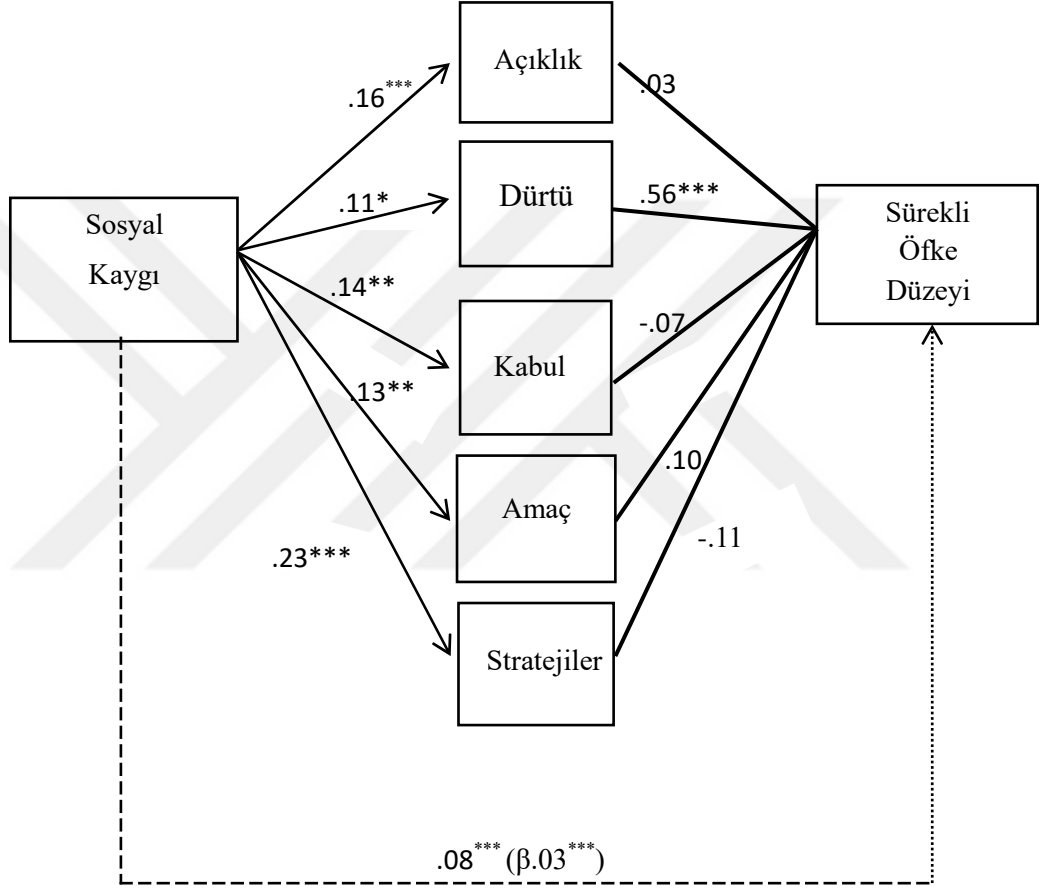 Açıklık
.16***
.03
Dürtü
.11*
.56***
Sosyal
Kaygı
Sürekli
Öfke
Düzeyi
.14**
-.07
Kabul
.13**
.10
Amaç
-.11
.23***
Stratejiler
.08*** (β.03***)